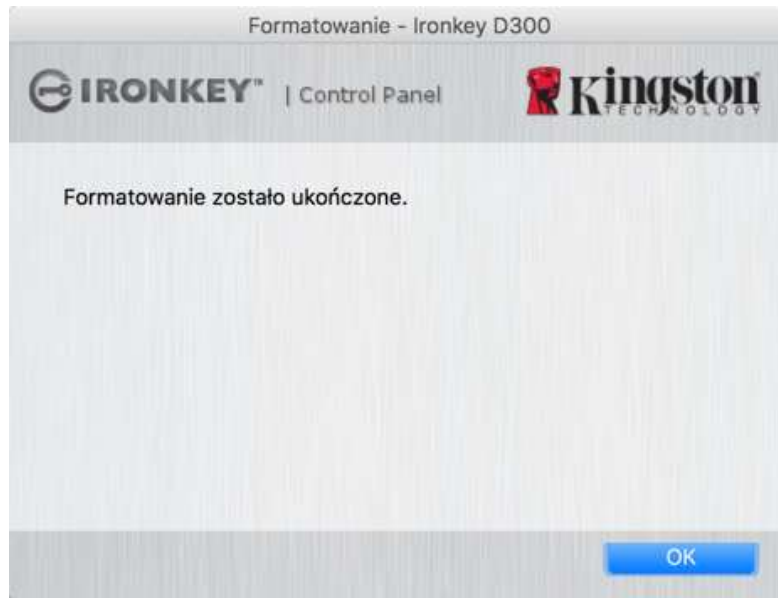 Formatowanie - Ironkey D300
IRONKEY™ | Control Panel
Kingston
TECHNOLOGY
Formatowanie zostało ukończone.
OK